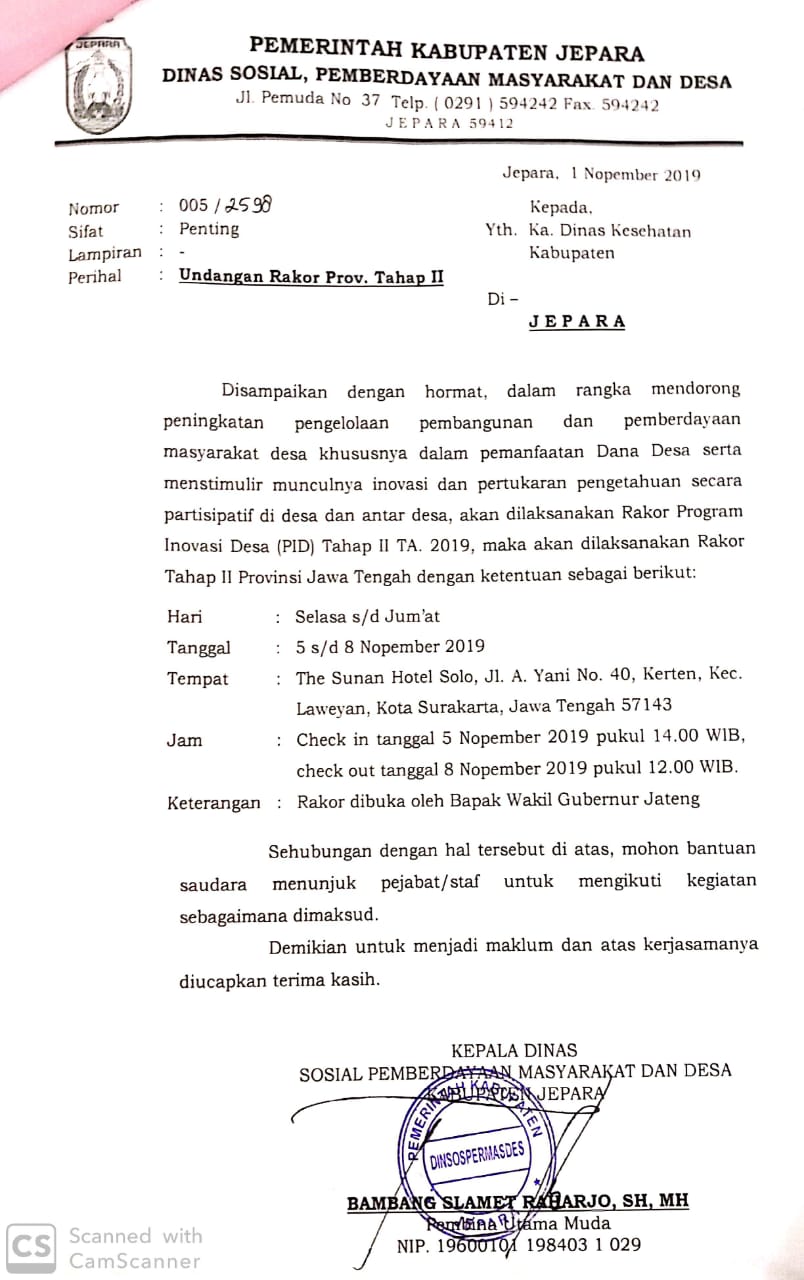 JEPARA
PEMERINTAH KABUPATEN JEPARA
DINAS SOSIAL, PEMBERDAYAAN MASYARAKAT DAN DESA
Jl. Pemuda No 37 Telp. ( 0291 ) 594242 Fax. 594242
JEPARA 59412
Jepara, 1 Nopember 2019
Nomor : 005 / 2598
Sifat : Penting
Lampiran : -
Perihal : Undangan Rakor Prov. Tahap II
Kepada,
Yth. Ka. Dinas Kesehatan
Kabupaten
Di –
JEPARA
Disampaikan dengan hormat, dalam rangka mendorong
peningkatan pengelolaan pembangunan dan pemberdayaan
masyarakat desa khususnya dalam pemanfaatan Dana Desa serta
menstimulir munculnya inovasi dan pertukaran pengetahuan secara
partisipatif di desa dan antar desa, akan dilaksanakan Rakor Program
Inovasi Desa (PID) Tahap II TA. 2019, maka akan dilaksanakan Rakor
Tahap II Provinsi Jawa Tengah dengan ketentuan sebagai berikut:
Hari : Selasa s/d Jum'at
Tanggal : 5 s/d 8 Nopember 2019
Tempat : The Sunan Hotel Solo, Jl. A. Yani No. 40, Kerten, Kec.
Laweyan, Kota Surakarta, Jawa Tengah 57143
Jam : Check in tanggal 5 Nopember 2019 pukul 14.00 WIB,
check out tanggal 8 Nopember 2019 pukul 12.00 WIB.
Keterangan : Rakor dibuka oleh Bapak Wakil Gubernur Jateng
Sehubungan dengan hal tersebut di atas, mohon bantuan
saudara menunjuk pejabat/staf untuk mengikuti kegiatan
sebagaimana dimaksud.
Demikian untuk menjadi maklum dan atas kerjasamanya
diucapkan terima kasih.
KEPALA DINAS
SOSIAL PEMBERDAYAAN MASYARAKAT DAN DESA
KABUPATEN JEPARA
PEMERINTAH KABUPATEN
DINSOSPERMASDES
JEPARA
BAMBANG SLAMET RAHARJO, SH, MH
Pembina Utama Muda
NIP. 19600101 198403 1 029
CS
Scanned with
CamScanner